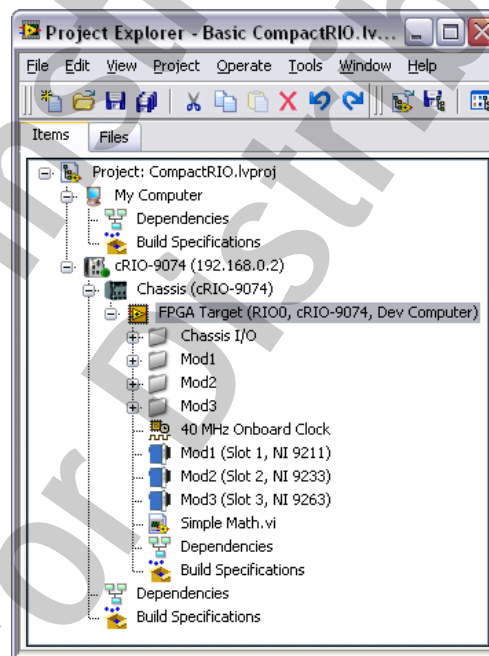 Project Explorer - Basic CompactRIO.lv...
File Edit View Project Operate Tools Window Help
Items Files
Project: CompactRIO.lvproj
My Computer
Dependencies
Build Specifications
cRIO-9074 (192.168.0.2)
Chassis (cRIO-9074)
FPGA Target (RIO0, cRIO-9074, Dev Computer)
Chassis I/O
Mod1
Mod2
Mod3
40 MHz Onboard Clock
Mod1 (Slot 1, NI 9211)
Mod2 (Slot 2, NI 9233)
Mod3 (Slot 3, NI 9263)
Simple Math.vi
Dependencies
Build Specifications
Dependencies
Build Specifications